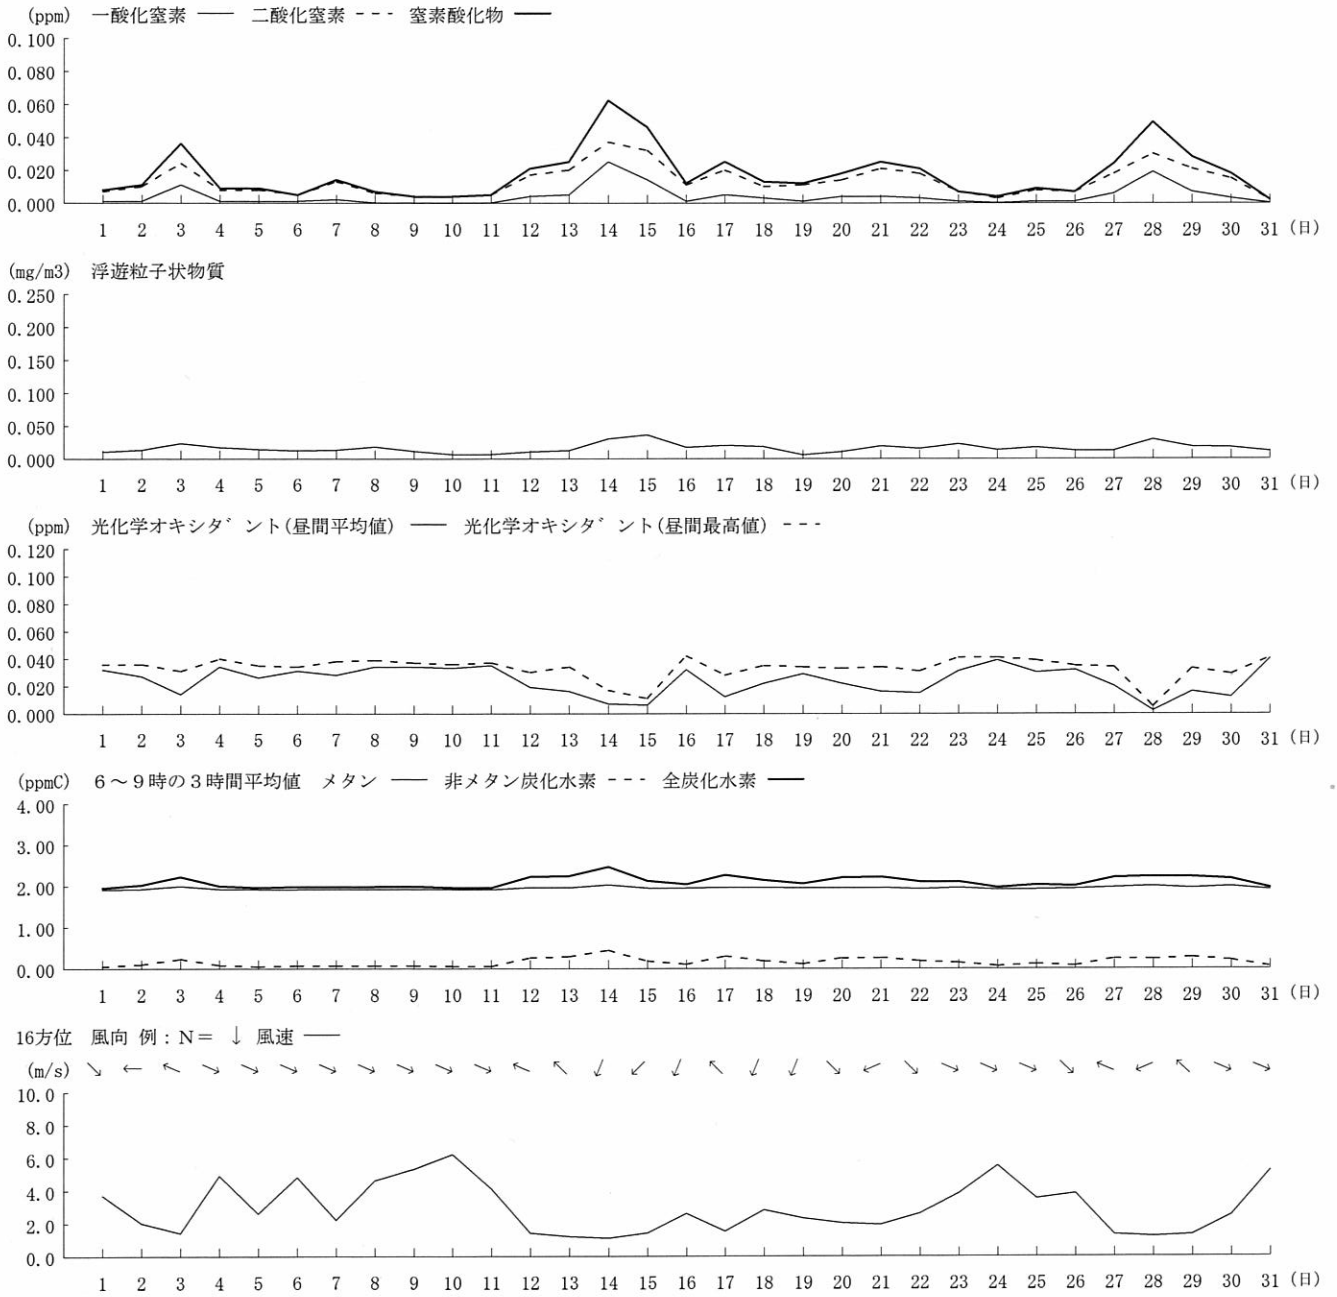 (ppm) 一酸化窒素 —— 二酸化窒素 --- 窒素酸化物 ——
0.100
0.080
0.060
0.040
0.020
0.000
1 2 3 4 5 6 7 8 9 10 11 12 13 14 15 16 17 18 19 20 21 22 23 24 25 26 27 28 29 30 31 (日)
(mg/m3) 浮遊粒子状物質
0.250
0.200
0.150
0.100
0.050
0.000
1 2 3 4 5 6 7 8 9 10 11 12 13 14 15 16 17 18 19 20 21 22 23 24 25 26 27 28 29 30 31 (日)
(ppm) 光化学オキシダント(昼間平均値) —— 光化学オキシダント(昼間最高値) ---
0.120
0.100
0.080
0.060
0.040
0.020
0.000
1 2 3 4 5 6 7 8 9 10 11 12 13 14 15 16 17 18 19 20 21 22 23 24 25 26 27 28 29 30 31 (日)
(ppmC) 6～9時の3時間平均値 メタン —— 非メタン炭化水素 --- 全炭化水素 ——
4.00
3.00
2.00
1.00
0.00
1 2 3 4 5 6 7 8 9 10 11 12 13 14 15 16 17 18 19 20 21 22 23 24 25 26 27 28 29 30 31 (日)
16方位 風向 例:N= ↓ 風速 ——
(m/s)
10.0
8.0
6.0
4.0
2.0
0.0
1 2 3 4 5 6 7 8 9 10 11 12 13 14 15 16 17 18 19 20 21 22 23 24 25 26 27 28 29 30 31 (日)